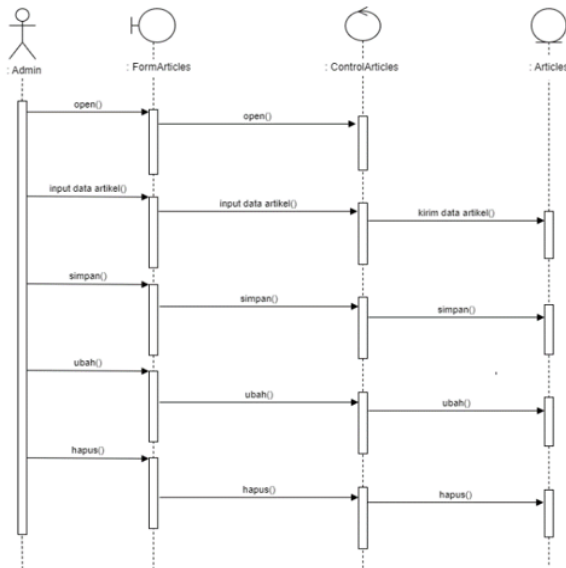 : Admin
: FormArticles
: ControlArticles
: Articles
open()
open()
input data artikel()
input data artikel()
kirim data artikel()
simpan()
simpan()
simpan()
ubah()
ubah()
ubah()
hapus()
hapus()
hapus()